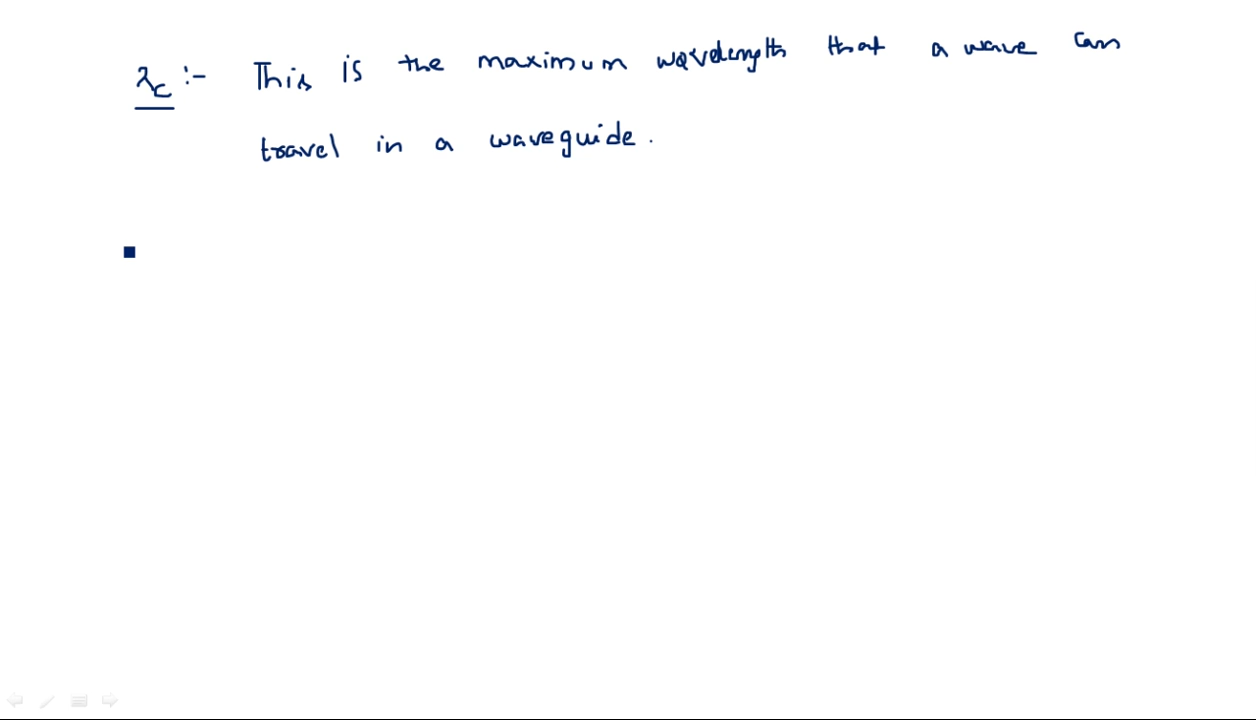 λc :- This is the maximum wavelength that a wave can
travel in a waveguide.